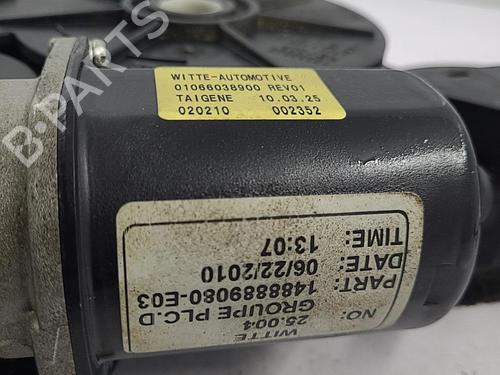 WITTE-AUTOMOTIVE
01066038900 REV01
TAIGENE 10.03.25
020210 002352
WITTE
NO: 25.004
GROUPE PLC.D
PART: 1488889080-E03
DATE: 06/22/2010
TIME: 13:07
B-PARTS